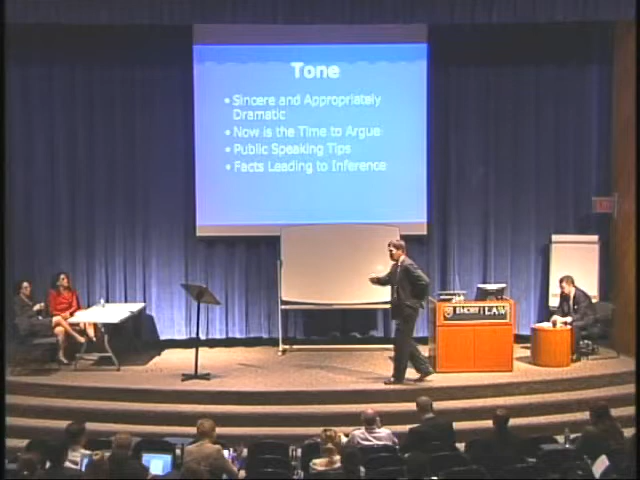 Tone
• Sincere and Appropriately
Dramatic
• Now is the Time to Argue
• Public Speaking Tips
• Facts Leading to Inference
EMORY | LAW